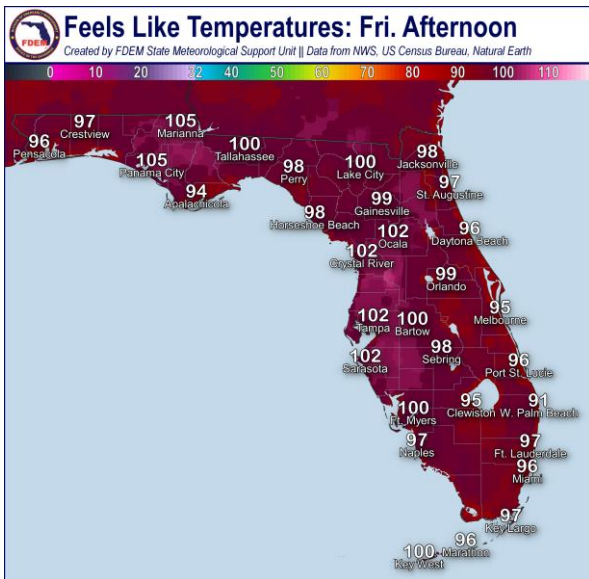 Feels Like Temperatures: Fri. Afternoon
Created by FDEM State Meteorological Support Unit || Data from NWS, US Census Bureau, Natural Earth
FDEM
0 10 20 32 40 50 60 70 80 90 100 110
97
Crestview
105
Marianna
96
Pensacola
105
Panama City
100
Tallahassee
94
Apalachicola
98
Perry
100
Lake City
98
Jacksonville
97
St. Augustine
99
Gainesville
98
Horseshoe Beach
102
Ocala
96
Daytona Beach
102
Crystal River
99
Orlando
95
Melbourne
102
Tampa
100
Bartow
102
Sarasota
98
Sebring
96
Port St. Lucie
95
Clewiston
91
W. Palm Beach
100
Ft. Myers
97
Naples
97
Ft. Lauderdale
96
Miami
97
Key Largo
96
Marathon
100
Key West